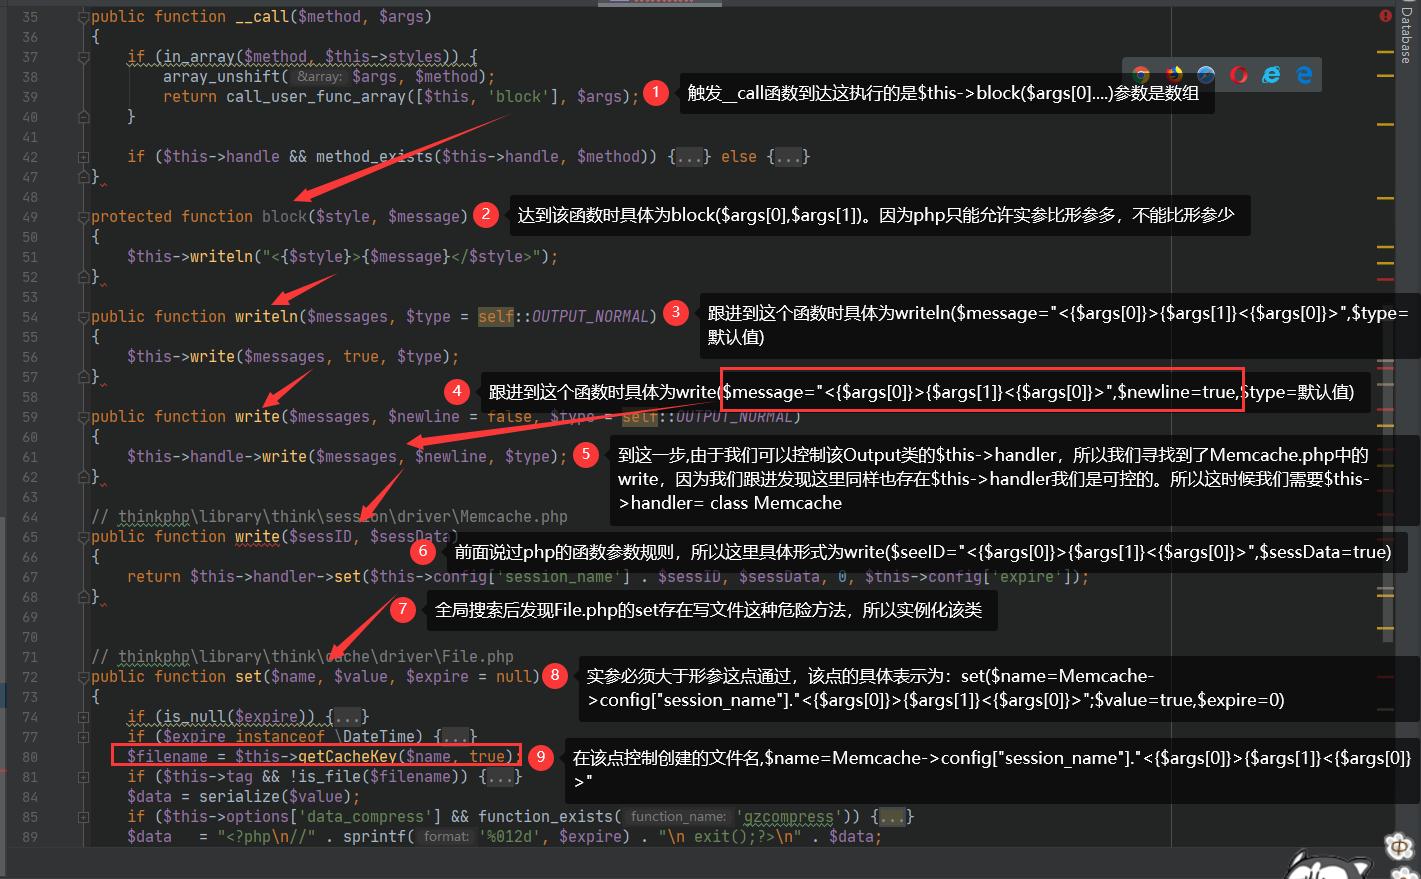 35 public function __call($method, $args)
36 {
37 if (in_array($method, $this->styles)) {
38 array_unshift( &array: $args, $method);
39 return call_user_func_array([$this, 'block'], $args);
1 触发__call函数到达这执行的是$this->block($args[0]....)参数是数组
40 }
41
42 if ($this->handle && method_exists($this->handle, $method)) {...} else {...}
47 }
48
49 protected function block($style, $message)
2 达到该函数时具体为block($args[0],$args[1])。因为php只能允许实参比形参多，不能比形参少
50 {
51 $this->writeln("<{$style}>{$message}</$style>");
52 }
53
54 public function writeln($messages, $type = self::OUTPUT_NORMAL)
3 跟进到这个函数时具体为writeln($message="<{$args[0]}>{$args[1]}<{$args[0]}>",$type=
默认值)
55 {
56 $this->write($messages, true, $type);
57 }
4 跟进到这个函数时具体为write($message="<{$args[0]}>{$args[1]}<{$args[0]}>",$newline=true,$type=默认值)
58
59 public function write($messages, $newline = false, $type = self::OUTPUT_NORMAL)
60 {
61 $this->handle->write($messages, $newline, $type);
5 到这一步,由于我们可以控制该Output类的$this->handler，所以我们寻找到了Memcache.php中的
write，因为我们跟进发现这里同样也存在$this->handler我们是可控的。所以这时候我们需要$this-
>handler= class Memcache
62 }
63
64 // thinkphp\library\think\session\driver\Memcache.php
65 public function write($sessID, $sessData)
6 前面说过php的函数参数规则，所以这里具体形式为write($seeID="<{$args[0]}>{$args[1]}<{$args[0]}>",$sessData=true)
66 {
67 return $this->handler->set($this->config['session_name'] . $sessID, $sessData, 0, $this->config['expire']);
68 }
7 全局搜索后发现File.php的set存在写文件这种危险方法，所以实例化该类
69
70
71 // thinkphp\library\think\cache\driver\File.php
72 public function set($name, $value, $expire = null)
8 实参必须大于形参这点通过，该点的具体表示为：set($name=Memcache-
>config["session_name"]."<{$args[0]}>{$args[1]}<{$args[0]}>";$value=true,$expire=0)
73 {
74 if (is_null($expire)) {...}
77 if ($expire instanceof \DateTime) {...}
80 $filename = $this->getCacheKey($name, true);
9 在该点控制创建的文件名,$name=Memcache->config["session_name"]."<{$args[0]}>{$args[1]}<{$args[0]}
>"
81 if ($this->tag && !is_file($filename)) {...}
84 $data = serialize($value);
85 if ($this->options['data_compress'] && function_exists( function_name: 'gzcompress')) {...}
89 $data = "<?php\n//" . sprintf( format: '%012d', $expire) . "\n exit();?>\n" . $data;
Database
中